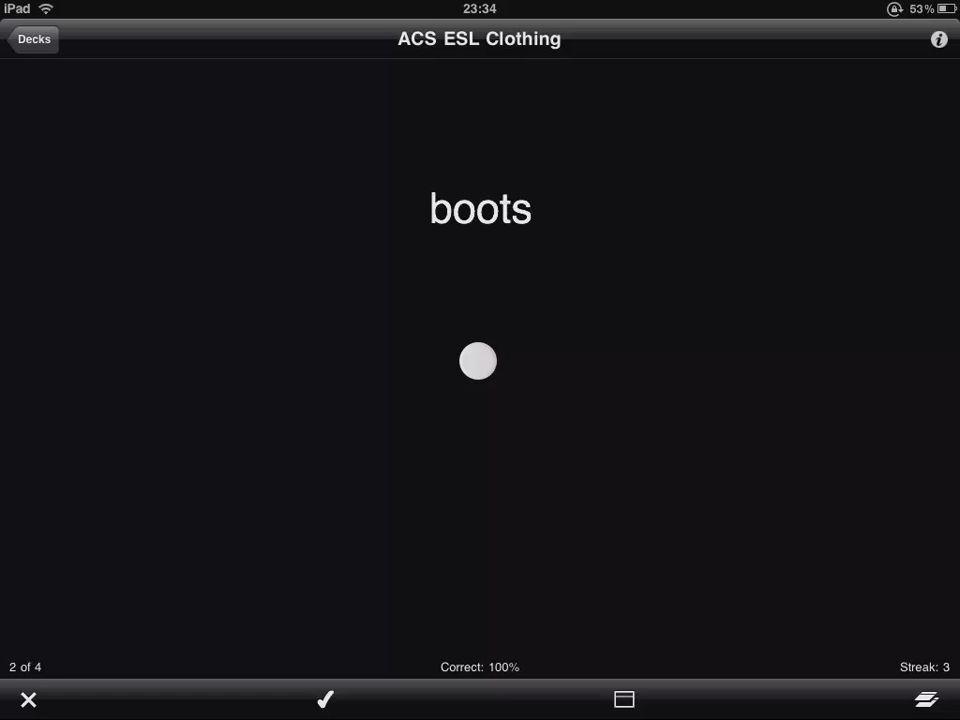 iPad
23:34
53%
Decks
ACS ESL Clothing
boots
2 of 4
Correct: 100%
Streak: 3